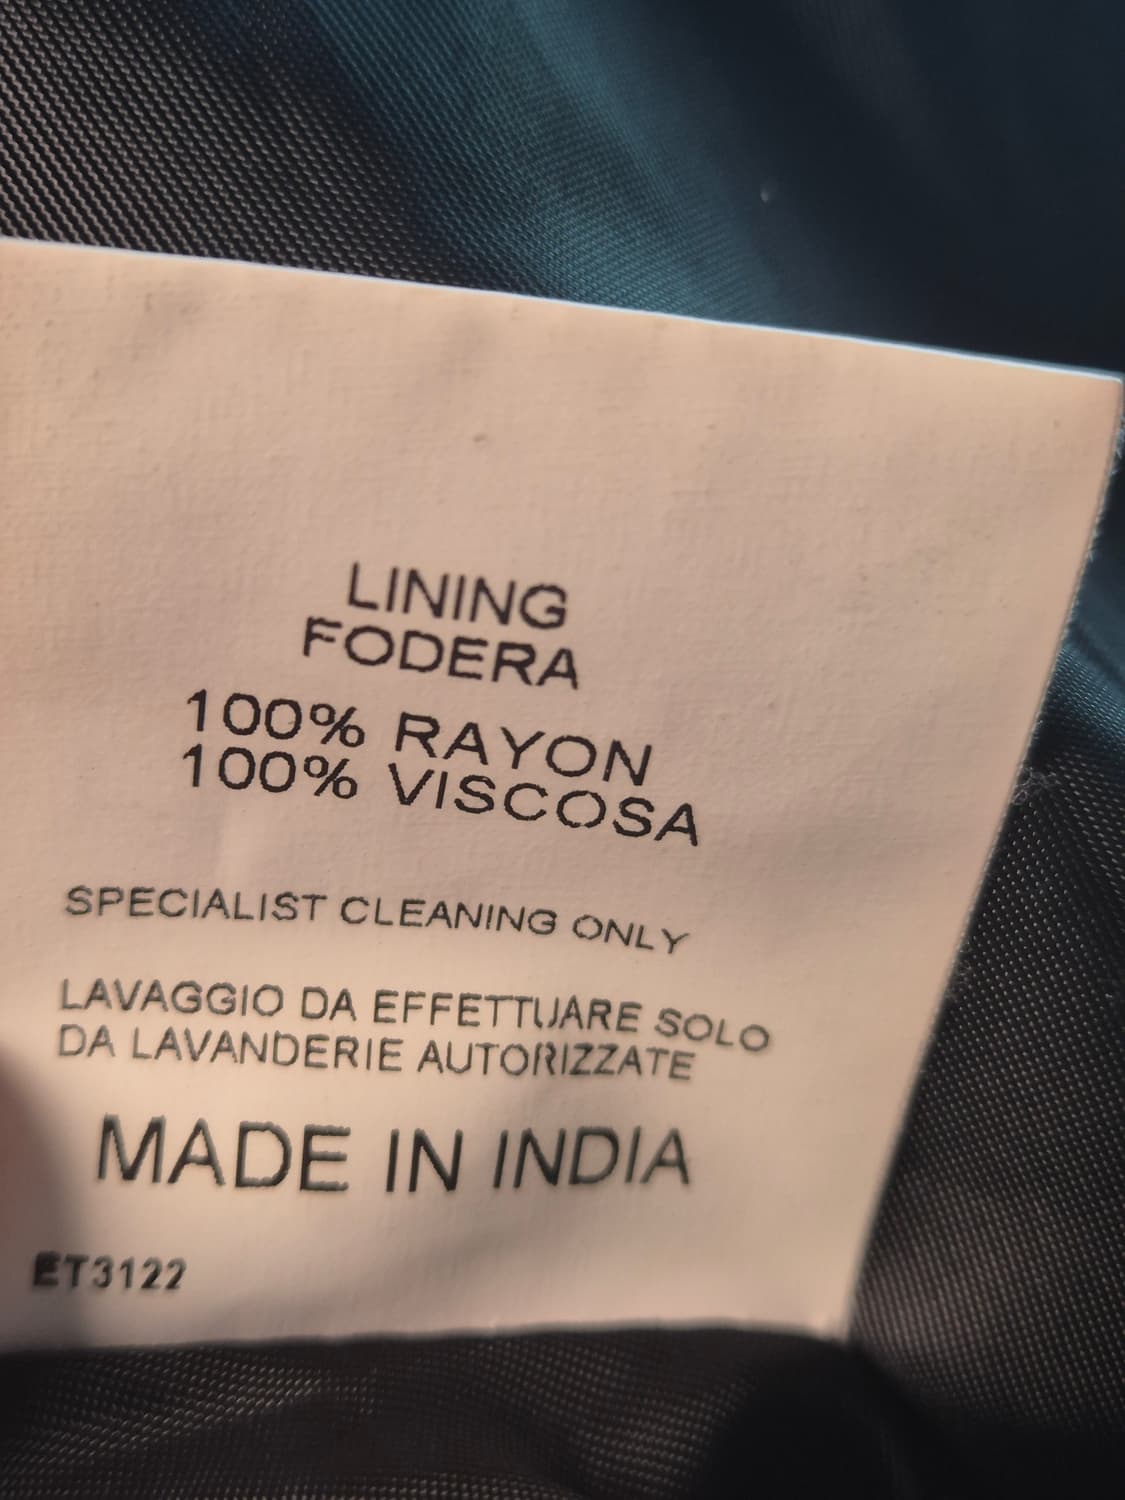 LINING
FODERA
100% RAYON
100% VISCOSA
SPECIALIST CLEANING ONLY
LAVAGGIO DA EFFETTUARE SOLO
DA LAVANDERIE AUTORIZZATE
MADE IN INDIA
ET3122